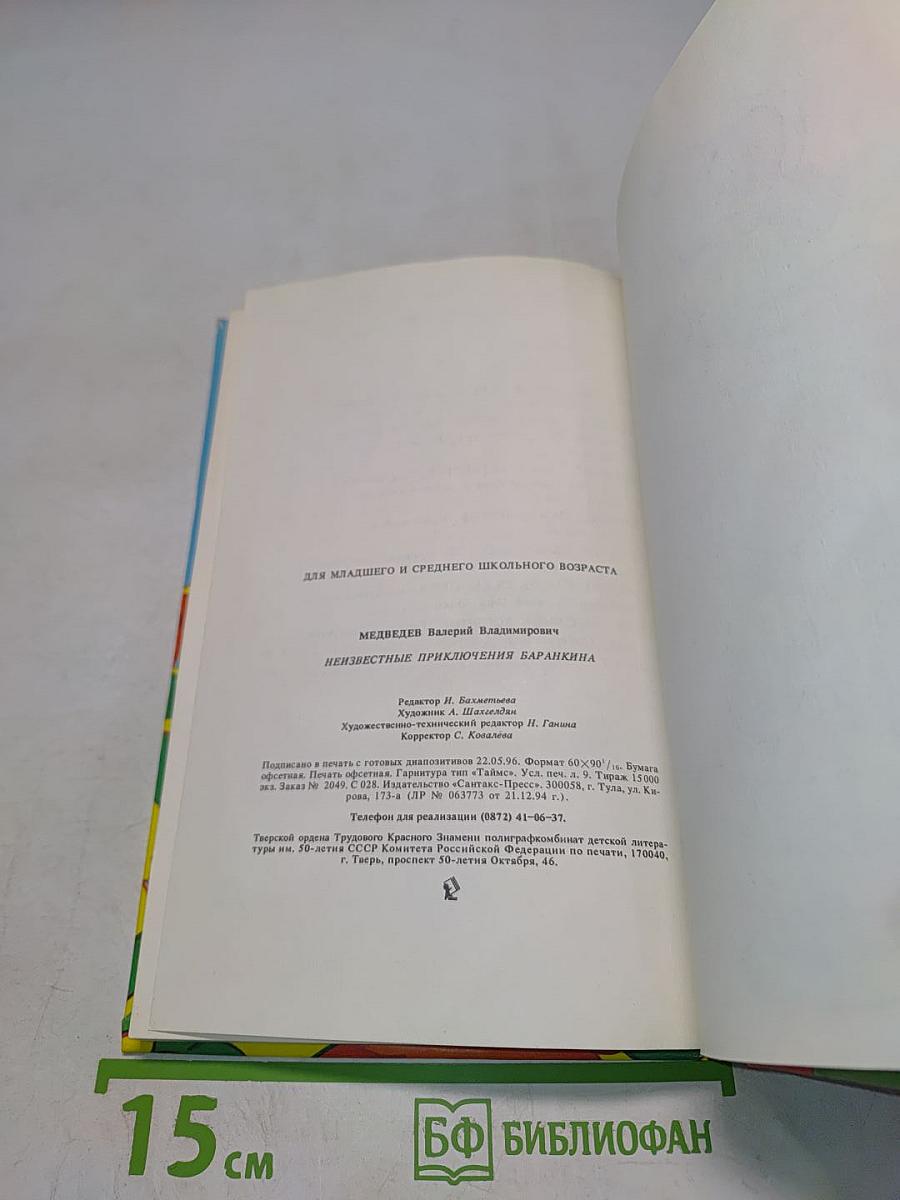 ДЛЯ МЛАДШЕГО И СРЕДНЕГО ШКОЛЬНОГО ВОЗРАСТА
МЕДВЕДЕВ Валерий Владимирович
НЕИЗВЕСТНЫЕ ПРИКЛЮЧЕНИЯ БАРАНКИНА
Редактор И. Бахметьева
Художник А. Шахгелдян
Художественно-технический редактор Н. Ганина
Корректор С. Ковалёва
Подписано в печать с готовых диапозитивов 22.05.96. Формат 60×90¹/₁₆. Бумага
офсетная. Печать офсетная. Гарнитура тип «Таймс». Усл. печ. л. 9. Тираж 15 000
экз. Заказ № 2049. С 028. Издательство «Сантакс-Пресс». 300058, г. Тула, ул. Ки-
рова, 173-а (ЛР № 063773 от 21.12.94 г.).
Телефон для реализации (0872) 41-06-37.
Тверской ордена Трудового Красного Знамени полиграфкомбинат детской литера-
туры им. 50-летия СССР Комитета Российской Федерации по печати, 170040,
г. Тверь, проспект 50-летия Октября, 46.
15 см
БФ БИБЛИОФАН